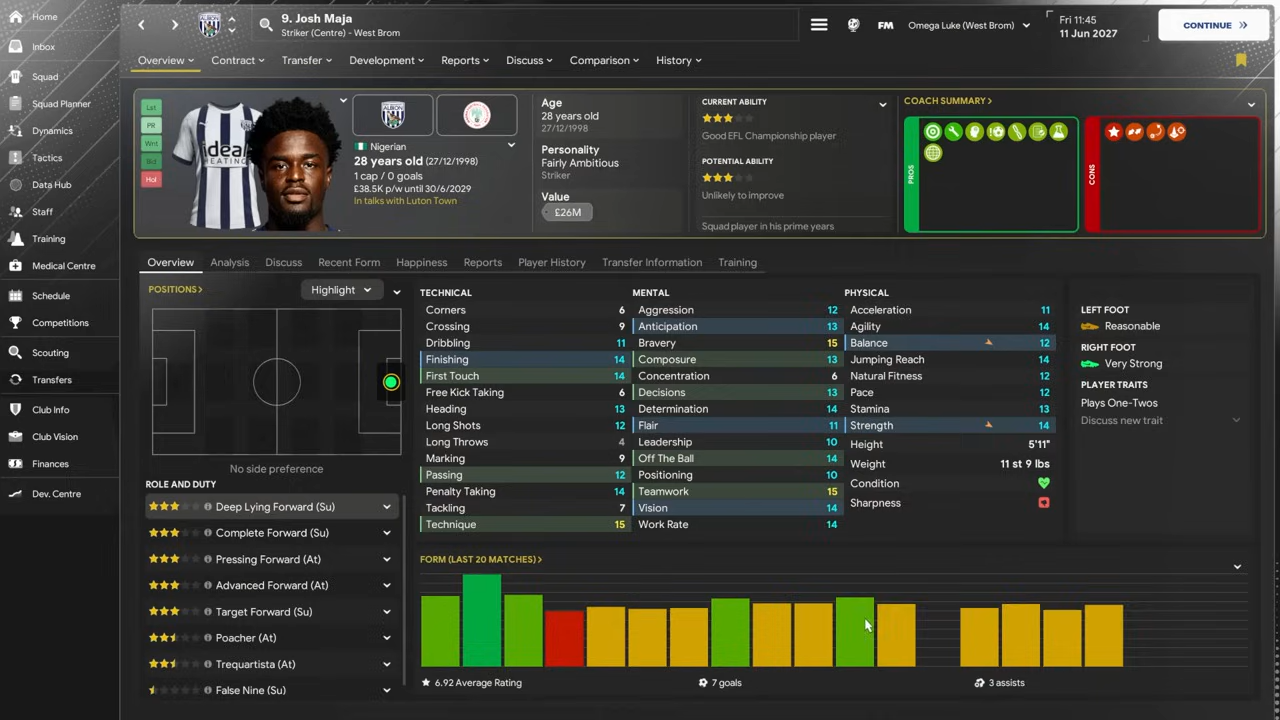 Home
Inbox
Squad
Squad Planner
Dynamics
Tactics
Data Hub
Staff
Training
Medical Centre
Schedule
Competitions
Scouting
Transfers
Club Info
Club Vision
Finances
Dev. Centre
9. Josh Maja
Striker (Centre) - West Brom
FM
Omega Luke (West Brom)
Fri 11:45
11 Jun 2027
CONTINUE
Overview
Contract
Transfer
Development
Reports
Discuss
Comparison
History
Lst
PR
Wnt
Bid
Hol
ideal
HEATING
Nigerian
28 years old (27/12/1998)
1 cap / 0 goals
£38.5K p/w until 30/6/2029
In talks with Luton Town
Age
28 years old
27/12/1998
Personality
Fairly Ambitious
Striker
Value
£26M
CURRENT ABILITY
Good EFL Championship player
POTENTIAL ABILITY
Unlikely to improve
Squad player in his prime years
COACH SUMMARY
PROS
CONS
Overview
Analysis
Discuss
Recent Form
Happiness
Reports
Player History
Transfer Information
Training
POSITIONS
Highlight
No side preference
ROLE AND DUTY
Deep Lying Forward (Su)
Complete Forward (Su)
Pressing Forward (At)
Advanced Forward (At)
Target Forward (Su)
Poacher (At)
Trequartista (At)
False Nine (Su)
TECHNICAL
Corners 6
Crossing 9
Dribbling 11
Finishing 14
First Touch 14
Free Kick Taking 6
Heading 13
Long Shots 12
Long Throws 4
Marking 9
Passing 12
Penalty Taking 14
Tackling 7
Technique 15
MENTAL
Aggression 12
Anticipation 13
Bravery 15
Composure 13
Concentration 6
Decisions 13
Determination 14
Flair 11
Leadership 10
Off The Ball 14
Positioning 10
Teamwork 15
Vision 14
Work Rate 14
PHYSICAL
Acceleration 11
Agility 14
Balance 12
Jumping Reach 14
Natural Fitness 12
Pace 12
Stamina 13
Strength 14
Height 5'11"
Weight 11 st 9 lbs
Condition
Sharpness
LEFT FOOT
Reasonable
RIGHT FOOT
Very Strong
PLAYER TRAITS
Plays One-Twos
Discuss new trait
FORM (LAST 20 MATCHES)
6.92 Average Rating
7 goals
3 assists